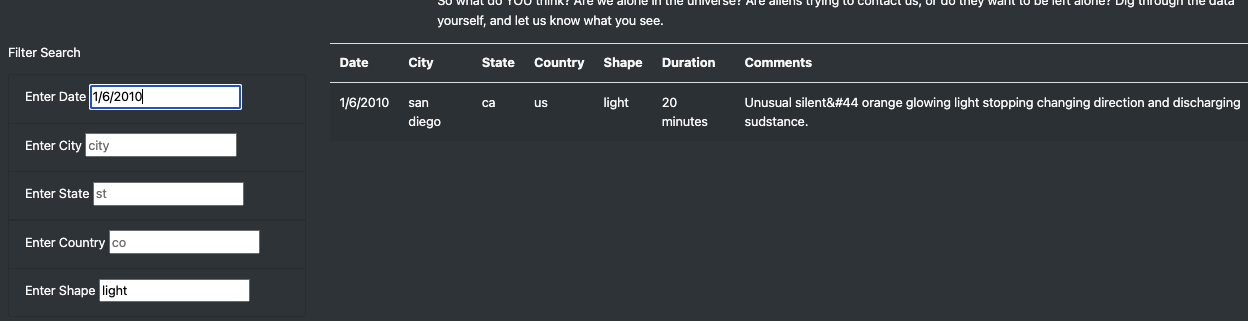 So what do YOU think? Are we alone in the universe? Are aliens trying to contact us, or do they want to be left alone? Dig through the data
yourself, and let us know what you see.
Filter Search
Enter Date 1/6/2010
Enter City city
Enter State st
Enter Country co
Enter Shape light
Date City State Country Shape Duration Comments
1/6/2010 san ca us light 20 Unusual silent&#44 orange glowing light stopping changing direction and discharging
diego minutes sudstance.